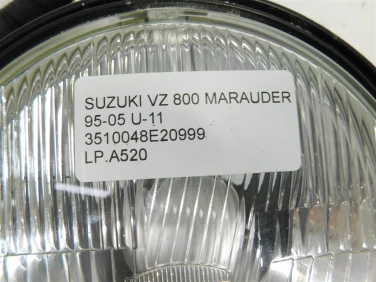 SUZUKI VZ 800 MARAUDER
95-05 U-11
3510048E20999
LP.A520